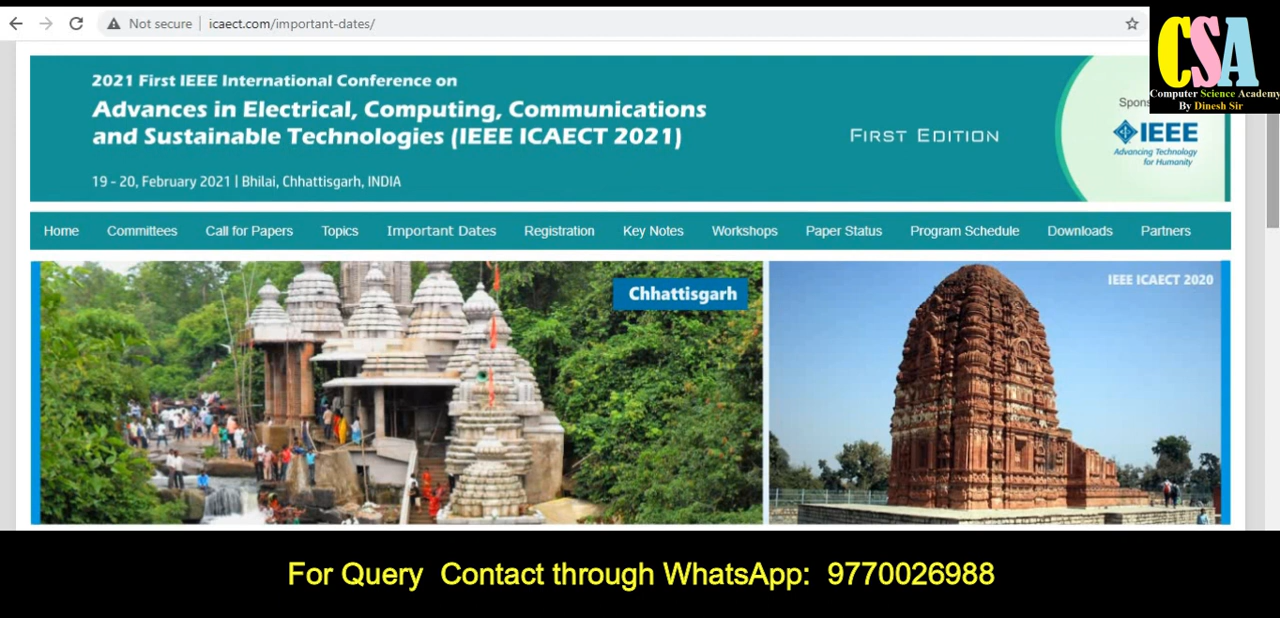 Not secure | icaect.com/important-dates/
CSA
Computer Science Academy
By Dinesh Sir
2021 First IEEE International Conference on
Advances in Electrical, Computing, Communications
and Sustainable Technologies (IEEE ICAECT 2021)
19 - 20, February 2021 | Bhilai, Chhattisgarh, INDIA
FIRST EDITION
IEEE
Advancing Technology
for Humanity
Home Committees Call for Papers Topics Important Dates Registration Key Notes Workshops Paper Status Program Schedule Downloads Partners
Chhattisgarh
IEEE ICAECT 2020
For Query Contact through WhatsApp: 9770026988